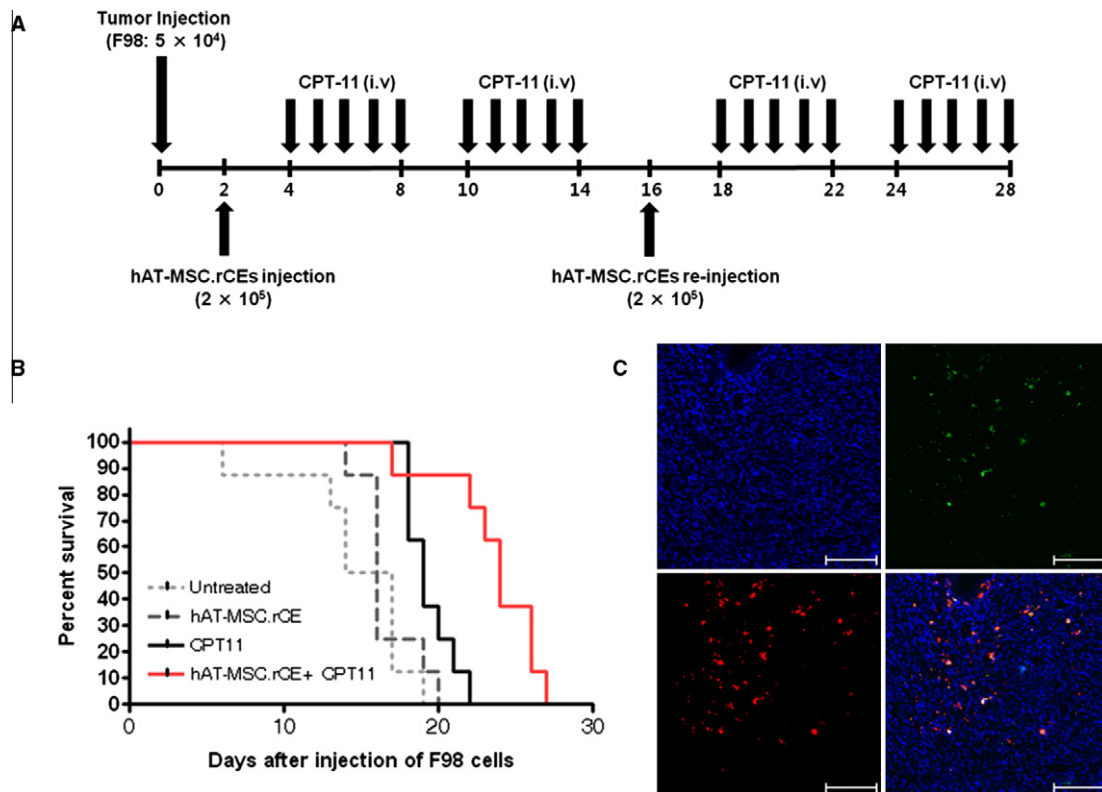 A
Tumor Injection
(F98: 5 × 10⁴)
CPT-11 (i.v) CPT-11 (i.v) CPT-11 (i.v) CPT-11 (i.v)
0 2 4 8 10 14 16 18 22 24 28
hAT-MSC.rCEs injection hAT-MSC.rCEs re-injection
(2 × 10⁵) (2 × 10⁵)
B
Percent survival
100
90
80
70
60
50
40
30
20
10
0
Untreated
hAT-MSC.rCE
CPT11
hAT-MSC.rCE+ CPT11
0 10 20 30
Days after injection of F98 cells
C